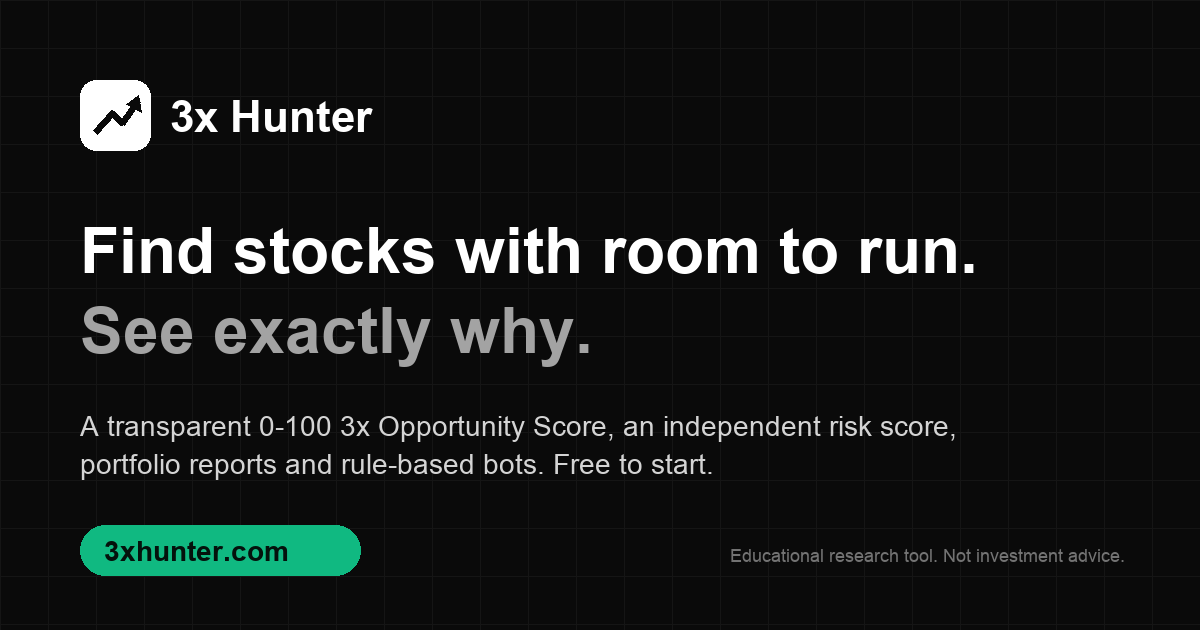 3x Hunter
Find stocks with room to run.
See exactly why.
A transparent 0-100 3x Opportunity Score, an independent risk score,
portfolio reports and rule-based bots. Free to start.
3xhunter.com
Educational research tool. Not investment advice.